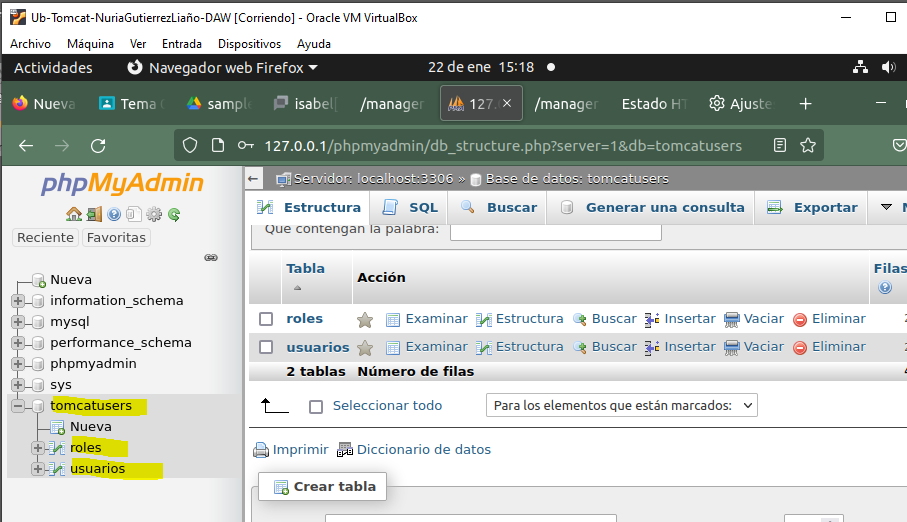 Ub-Tomcat-NuriaGutierrezLiaño-DAW [Corriendo] - Oracle VM VirtualBox
Archivo Máquina Ver Entrada Dispositivos Ayuda
Actividades Navegador web Firefox 22 de ene 15:18
Nueva Tema sample isabel /manager 127.0 /manager Estado HT Ajuste
127.0.0.1/phpmyadmin/db_structure.php?server=1&db=tomcatusers
phpMyAdmin
Reciente Favoritas
Nueva
information_schema
mysql
performance_schema
phpmyadmin
sys
tomcatusers
Nueva
roles
usuarios
Servidor: localhost:3306 » Base de datos: tomcatusers
Estructura SQL Buscar Generar una consulta Exportar
Que contengan la palabra:
Tabla Acción Filas
roles Examinar Estructura Buscar Insertar Vaciar Eliminar
usuarios Examinar Estructura Buscar Insertar Vaciar Eliminar
2 tablas Número de filas
Seleccionar todo Para los elementos que están marcados:
Imprimir Diccionario de datos
Crear tabla